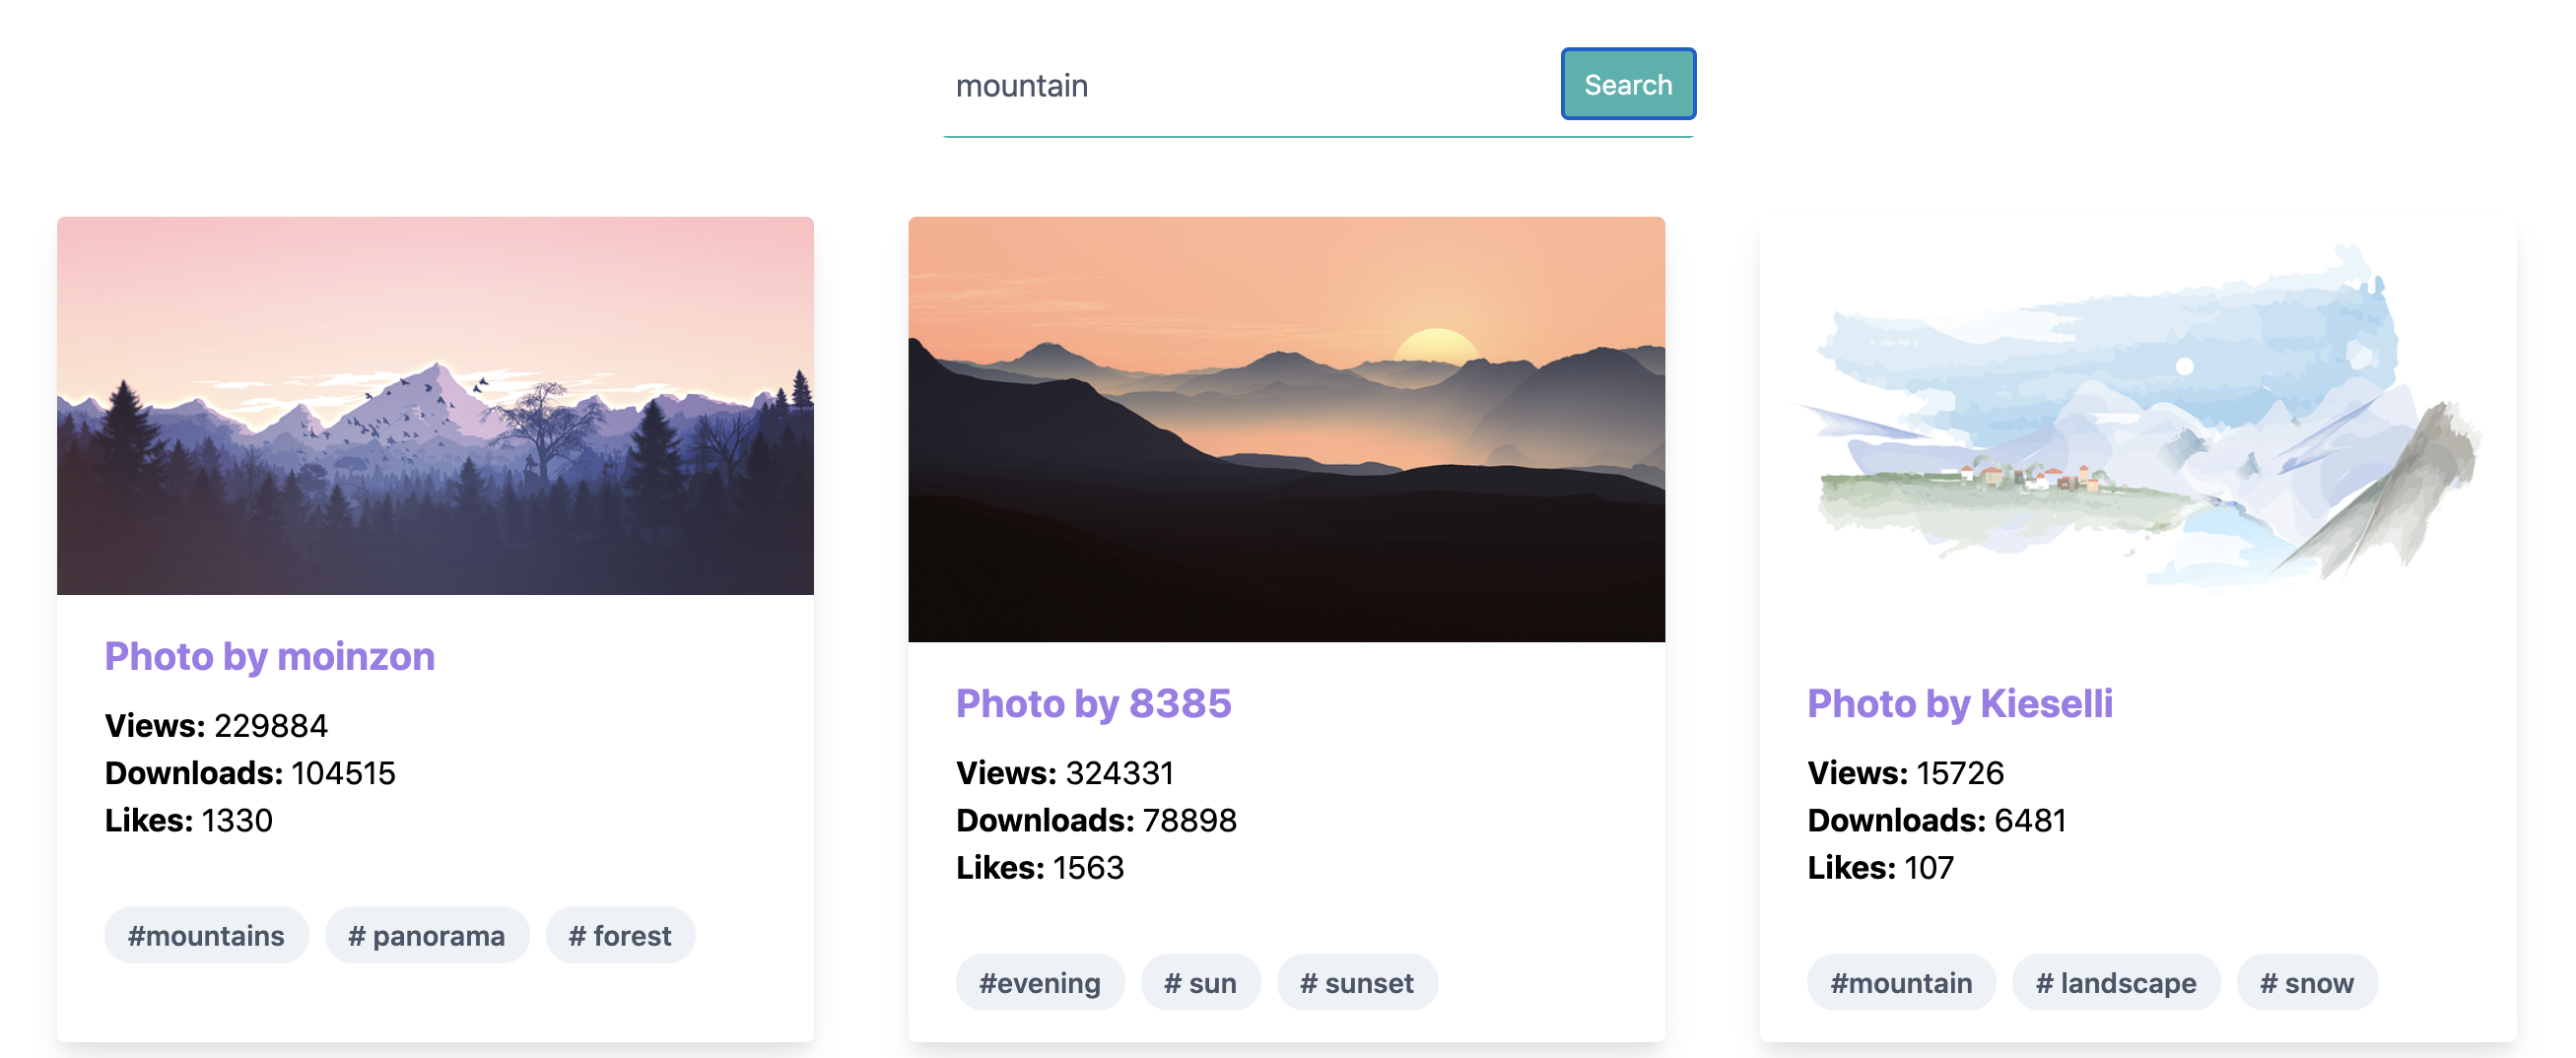 mountain
Search
Photo by moinzon
Views: 229884
Downloads: 104515
Likes: 1330
#mountains # panorama # forest
Photo by 8385
Views: 324331
Downloads: 78898
Likes: 1563
#evening # sun # sunset
Photo by Kieselli
Views: 15726
Downloads: 6481
Likes: 107
#mountain # landscape # snow